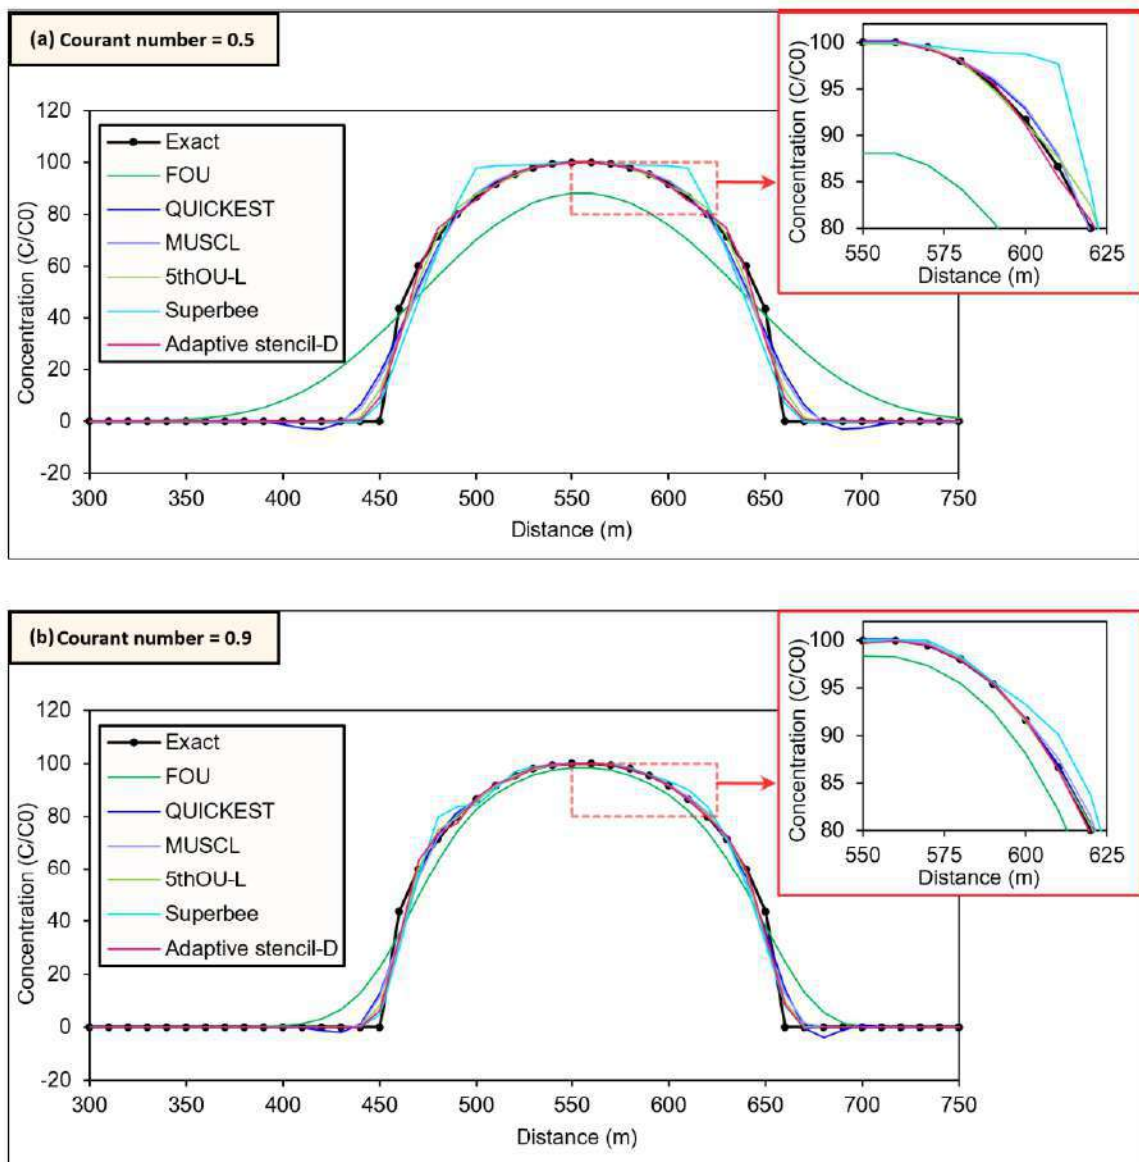 (a) Courant number = 0.5
Concentration (C/C0)
120
100
80
60
40
20
0
-20
Exact
FOU
QUICKEST
MUSCL
5thOU-L
Superbee
Adaptive stencil-D
300 350 400 450 500 550 600 650 700 750
Distance (m)
Concentration (C/C0)
100
95
90
85
80
550 575 600 625
Distance (m)
(b) Courant number = 0.9
Concentration (C/C0)
120
100
80
60
40
20
0
-20
Exact
FOU
QUICKEST
MUSCL
5thOU-L
Superbee
Adaptive stencil-D
300 350 400 450 500 550 600 650 700 750
Distance (m)
Concentration (C/C0)
100
95
90
85
80
550 575 600 625
Distance (m)